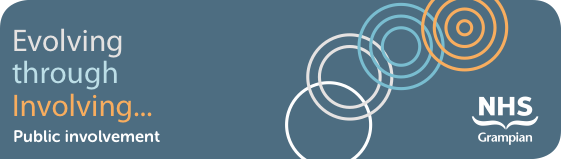 Evolving
through
Involving...
Public involvement
NHS
Grampian